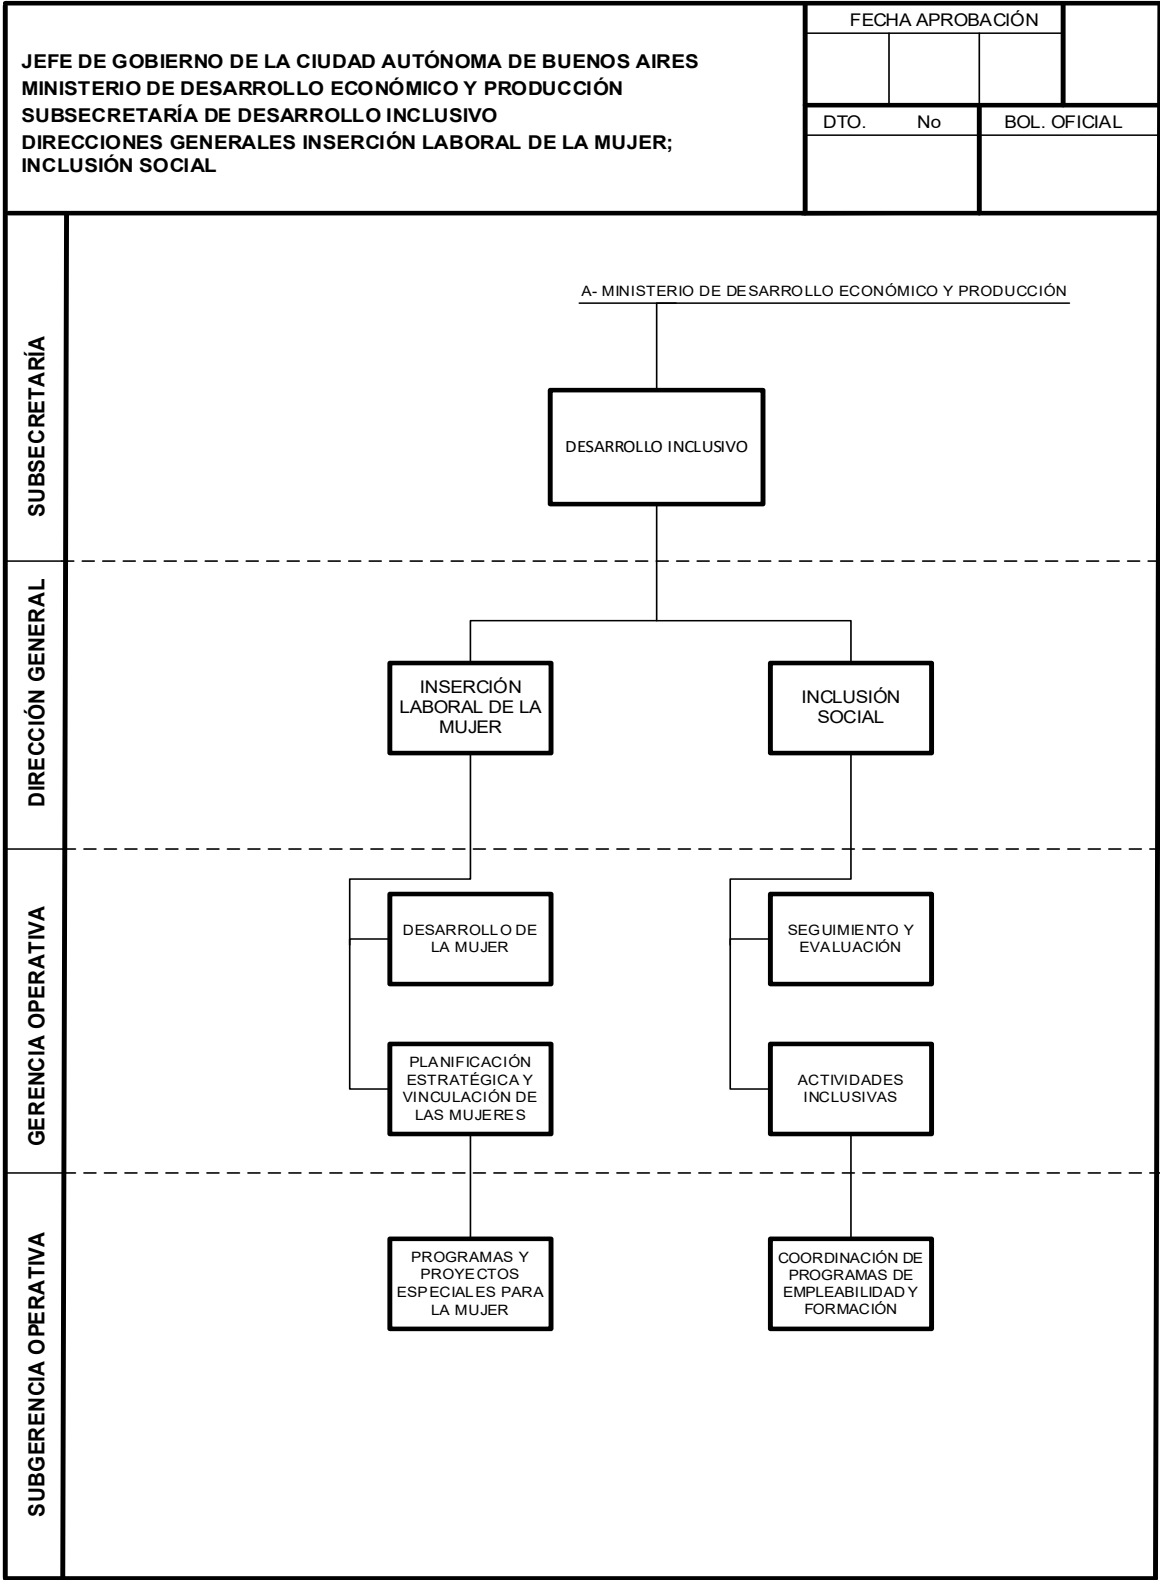 JEFE DE GOBIERNO DE LA CIUDAD AUTÓNOMA DE BUENOS AIRES
MINISTERIO DE DESARROLLO ECONÓMICO Y PRODUCCIÓN
SUBSECRETARÍA DE DESARROLLO INCLUSIVO
DIRECCIONES GENERALES INSERCIÓN LABORAL DE LA MUJER;
INCLUSIÓN SOCIAL
FECHA APROBACIÓN
DTO. No
BOL. OFICIAL
SUBSECRETARÍA
A- MINISTERIO DE DESARROLLO ECONÓMICO Y PRODUCCIÓN
DESARROLLO INCLUSIVO
DIRECCIÓN GENERAL
INSERCIÓN
LABORAL DE LA
MUJER
INCLUSIÓN
SOCIAL
GERENCIA OPERATIVA
DESARROLLO DE
LA MUJER
SEGUIMIENTO Y
EVALUACIÓN
PLANIFICACIÓN
ESTRATÉGICA Y
VINCULACIÓN DE
LAS MUJERES
ACTIVIDADES
INCLUSIVAS
SUBGERENCIA OPERATIVA
PROGRAMAS Y
PROYECTOS
ESPECIALES PARA
LA MUJER
COORDINACIÓN DE
PROGRAMAS DE
EMPLEABILIDAD Y
FORMACIÓN